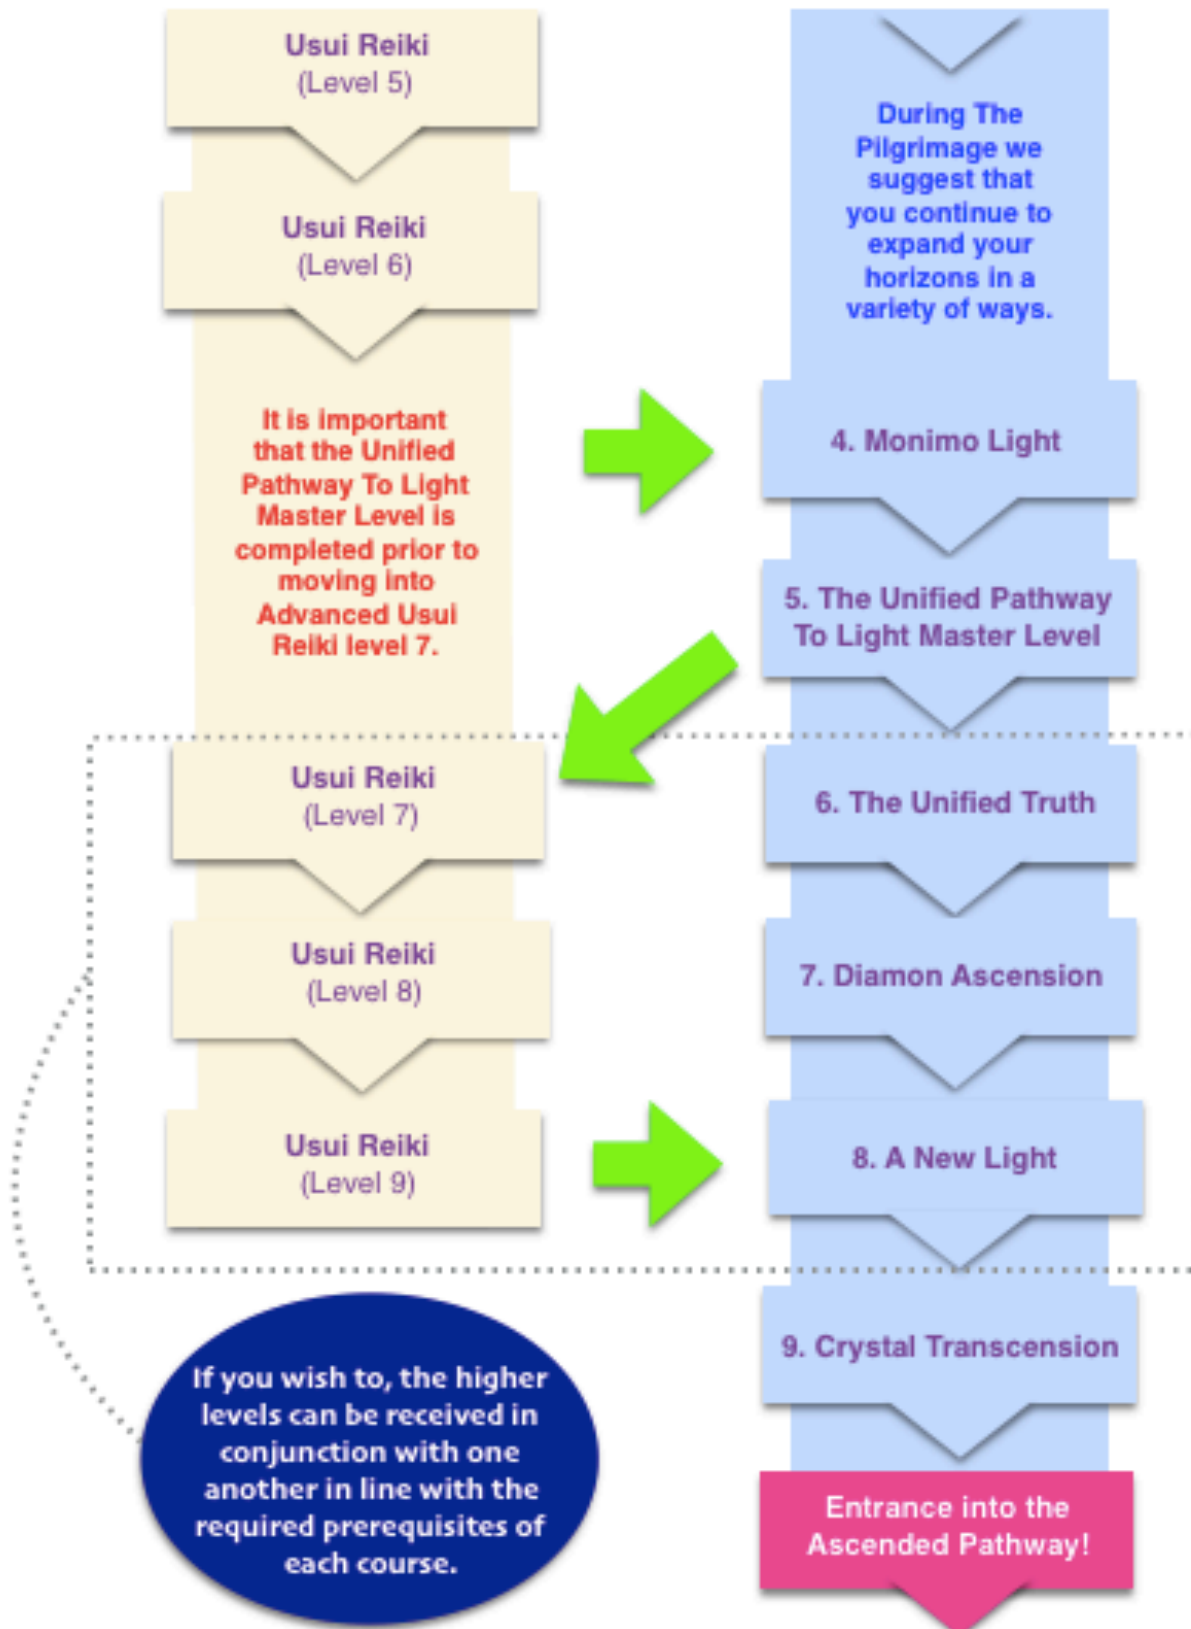 Usui Reiki
(Level 5)
Usui Reiki
(Level 6)
It is important
that the Unified
Pathway To Light
Master Level is
completed prior to
moving into
Advanced Usui
Reiki level 7.
Usui Reiki
(Level 7)
Usui Reiki
(Level 8)
Usui Reiki
(Level 9)
If you wish to, the higher
levels can be received in
conjunction with one
another in line with the
required prerequisites of
each course.
During The
Pilgrimage we
suggest that
you continue to
expand your
horizons in a
variety of ways.
4. Monimo Light
5. The Unified Pathway
To Light Master Level
6. The Unified Truth
7. Diamon Ascension
8. A New Light
9. Crystal Transcension
Entrance into the
Ascended Pathway!